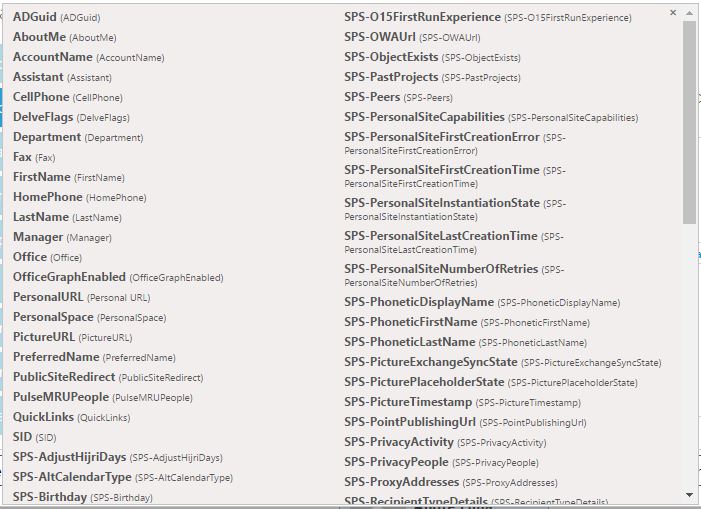 ADGuid (ADGuid)
AboutMe (AboutMe)
AccountName (AccountName)
Assistant (Assistant)
CellPhone (CellPhone)
DelveFlags (DelveFlags)
Department (Department)
Fax (Fax)
FirstName (FirstName)
HomePhone (HomePhone)
LastName (LastName)
Manager (Manager)
Office (Office)
OfficeGraphEnabled (OfficeGraphEnabled)
PersonalURL (Personal URL)
PersonalSpace (PersonalSpace)
PictureURL (PictureURL)
PreferredName (PreferredName)
PublicSiteRedirect (PublicSiteRedirect)
PulseMRUPeople (PulseMRUPeople)
QuickLinks (QuickLinks)
SID (SID)
SPS-AdjustHijriDays (SPS-AdjustHijriDays)
SPS-AltCalendarType (SPS-AltCalendarType)
SPS-Birthday (SPS-Birthday)
SPS-O15FirstRunExperience (SPS-O15FirstRunExperience)
SPS-OWAUrl (SPS-OWAUrl)
SPS-ObjectExists (SPS-ObjectExists)
SPS-PastProjects (SPS-PastProjects)
SPS-Peers (SPS-Peers)
SPS-PersonalSiteCapabilities (SPS-PersonalSiteCapabilities)
SPS-PersonalSiteFirstCreationError (SPS-
PersonalSiteFirstCreationError)
SPS-PersonalSiteFirstCreationTime (SPS-
PersonalSiteFirstCreationTime)
SPS-PersonalSiteInstantiationState (SPS-
PersonalSiteInstantiationState)
SPS-PersonalSiteLastCreationTime (SPS-
PersonalSiteLastCreationTime)
SPS-PersonalSiteNumberOfRetries (SPS-
PersonalSiteNumberOfRetries)
SPS-PhoneticDisplayName (SPS-PhoneticDisplayName)
SPS-PhoneticFirstName (SPS-PhoneticFirstName)
SPS-PhoneticLastName (SPS-PhoneticLastName)
SPS-PictureExchangeSyncState (SPS-PictureExchangeSyncState)
SPS-PicturePlaceholderState (SPS-PicturePlaceholderState)
SPS-PictureTimestamp (SPS-PictureTimestamp)
SPS-PointPublishingUrl (SPS-PointPublishingUrl)
SPS-PrivacyActivity (SPS-PrivacyActivity)
SPS-PrivacyPeople (SPS-PrivacyPeople)
SPS-ProxyAddresses (SPS-ProxyAddresses)
SPS-RecipientTypeDetails (SPS-RecipientTypeDetails)